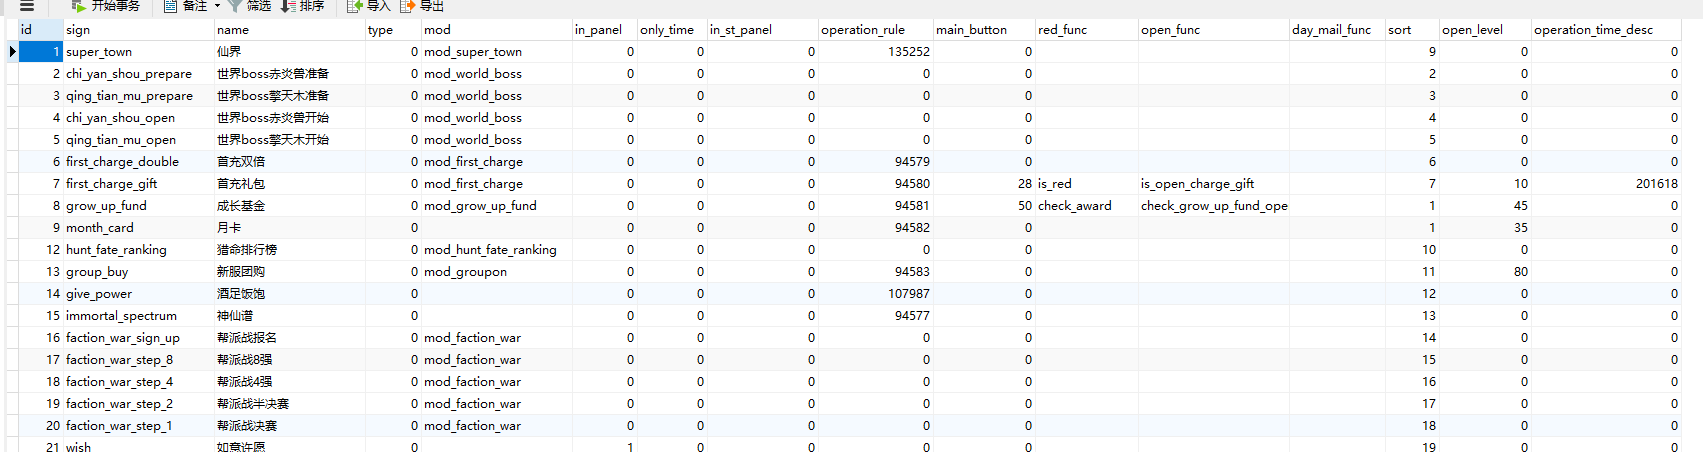 开始事务 备注 筛选 排序 导入 导出
id sign name type mod in_panel only_time in_st_panel operation_rule main_button red_func open_func day_mail_func sort open_level operation_time_desc
1 super_town 仙界 0 mod_super_town 0 0 0 135252 0 9 0 0
2 chi_yan_shou_prepare 世界boss赤炎兽准备 0 mod_world_boss 0 0 0 0 0 2 0 0
3 qing_tian_mu_prepare 世界boss擎天木准备 0 mod_world_boss 0 0 0 0 0 3 0 0
4 chi_yan_shou_open 世界boss赤炎兽开始 0 mod_world_boss 0 0 0 0 0 4 0 0
5 qing_tian_mu_open 世界boss擎天木开始 0 mod_world_boss 0 0 0 0 0 5 0 0
6 first_charge_double 首充双倍 0 mod_first_charge 0 0 0 94579 0 6 0 0
7 first_charge_gift 首充礼包 0 mod_first_charge 0 0 0 94580 28 is_red is_open_charge_gift 7 10 201618
8 grow_up_fund 成长基金 0 mod_grow_up_fund 0 0 0 94581 50 check_award check_grow_up_fund_ope 1 45 0
9 month_card 月卡 0 0 0 0 94582 0 1 35 0
12 hunt_fate_ranking 猎命排行榜 0 mod_hunt_fate_ranking 0 0 0 0 0 10 0 0
13 group_buy 新服团购 0 mod_groupon 0 0 0 94583 0 11 80 0
14 give_power 酒足饭饱 0 0 0 0 107987 0 12 0 0
15 immortal_spectrum 神仙谱 0 0 0 0 94577 0 13 0 0
16 faction_war_sign_up 帮派战报名 0 mod_faction_war 0 0 0 0 0 14 0 0
17 faction_war_step_8 帮派战8强 0 mod_faction_war 0 0 0 0 0 15 0 0
18 faction_war_step_4 帮派战4强 0 mod_faction_war 0 0 0 0 0 16 0 0
19 faction_war_step_2 帮派战半决赛 0 mod_faction_war 0 0 0 0 0 17 0 0
20 faction_war_step_1 帮派战决赛 0 mod_faction_war 0 0 0 0 0 18 0 0
21 wish 如意许愿 0 1 0 0 0 0 19 0 0